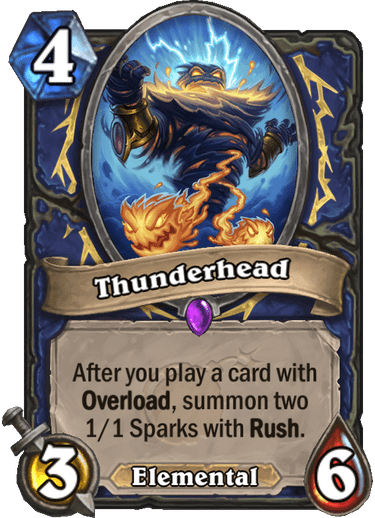 4
Thunderhead
After you play a card with
Overload, summon two
1/1 Sparks with Rush.
3
Elemental
6